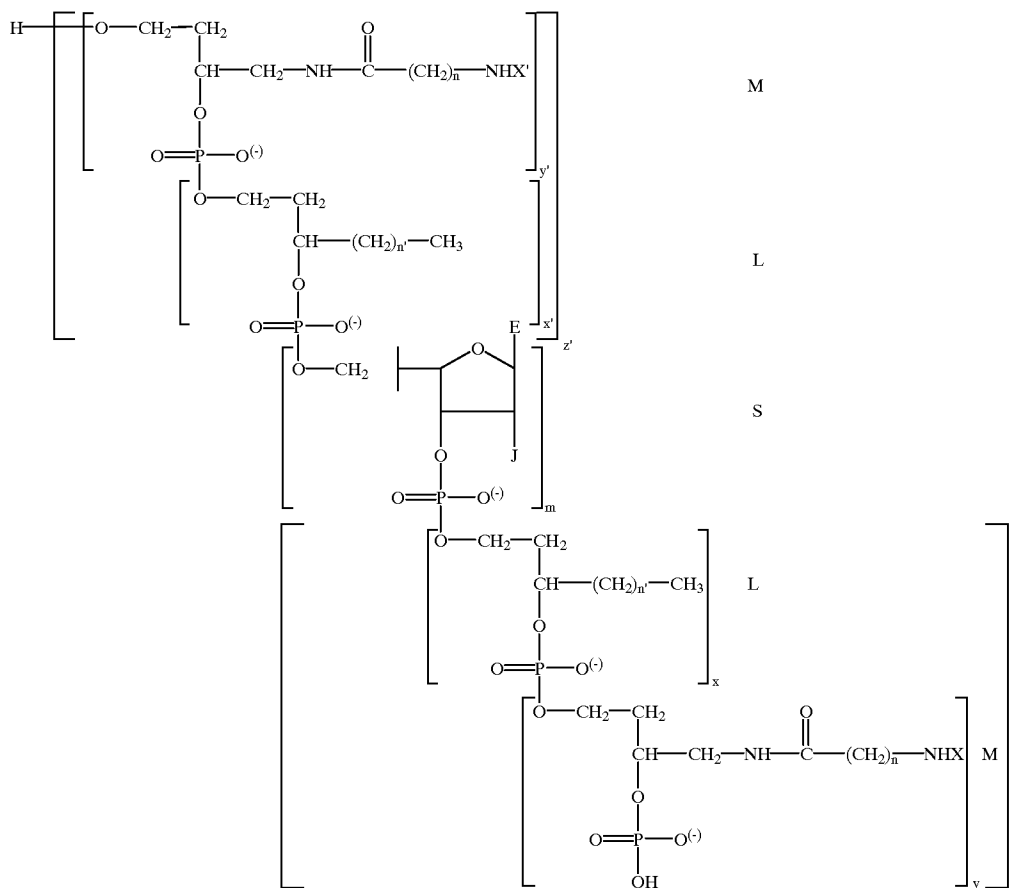 H—O—CH2—CH2
O
CH—CH2—NH—C—(CH2)n—NHX'
M
O
O=P—O(-)
y'
O—CH2—CH2
CH—(CH2)n'—CH3
L
O
O=P—O(-)
x'
E
z'
O—CH2
O
S
O
J
O=P—O(-)
m
O—CH2—CH2
CH—(CH2)n'—CH3
L
O
O=P—O(-)
x
O—CH2—CH2
O
CH—CH2—NH—C—(CH2)n—NHX
M
O
O=P—O(-)
OH
y